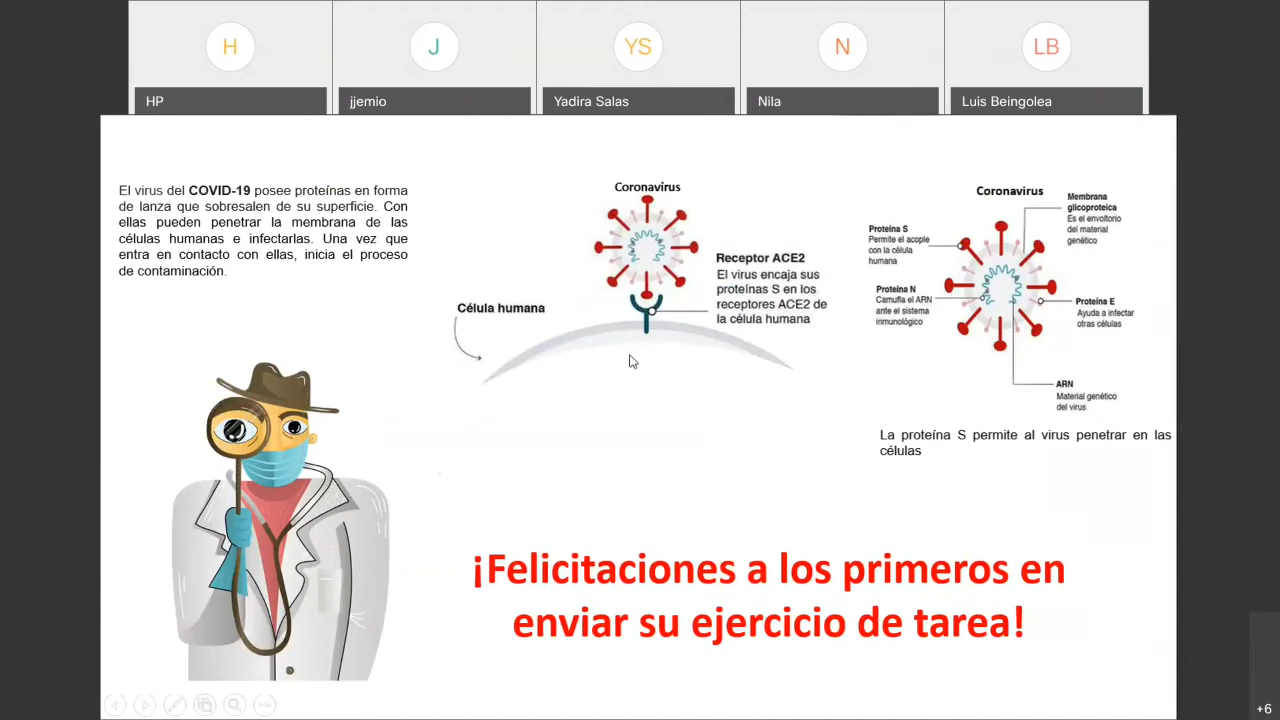 H
J
YS
N
LB
HP
jjemio
Yadira Salas
Nila
Luis Beingolea
El virus del COVID-19 posee proteínas en forma
de lanza que sobresalen de su superficie. Con
ellas pueden penetrar la membrana de las
células humanas e infectarlas. Una vez que
entra en contacto con ellas, inicia el proceso
de contaminación.
Coronavirus
Receptor ACE2
El virus encaja sus
proteínas S en los
receptores ACE2 de
la célula humana
Célula humana
Coronavirus
Membrana
glicoproteica
Es el envoltorio
del material
genético
Proteína S
Permite el acople
con la célula
humana
Proteína N
Camufla el ARN
ante el sistema
inmunológico
Proteína E
Ayuda a infectar
otras células
ARN
Material genético
del virus
La proteína S permite al virus penetrar en las
células
¡Felicitaciones a los primeros en
enviar su ejercicio de tarea!
+6